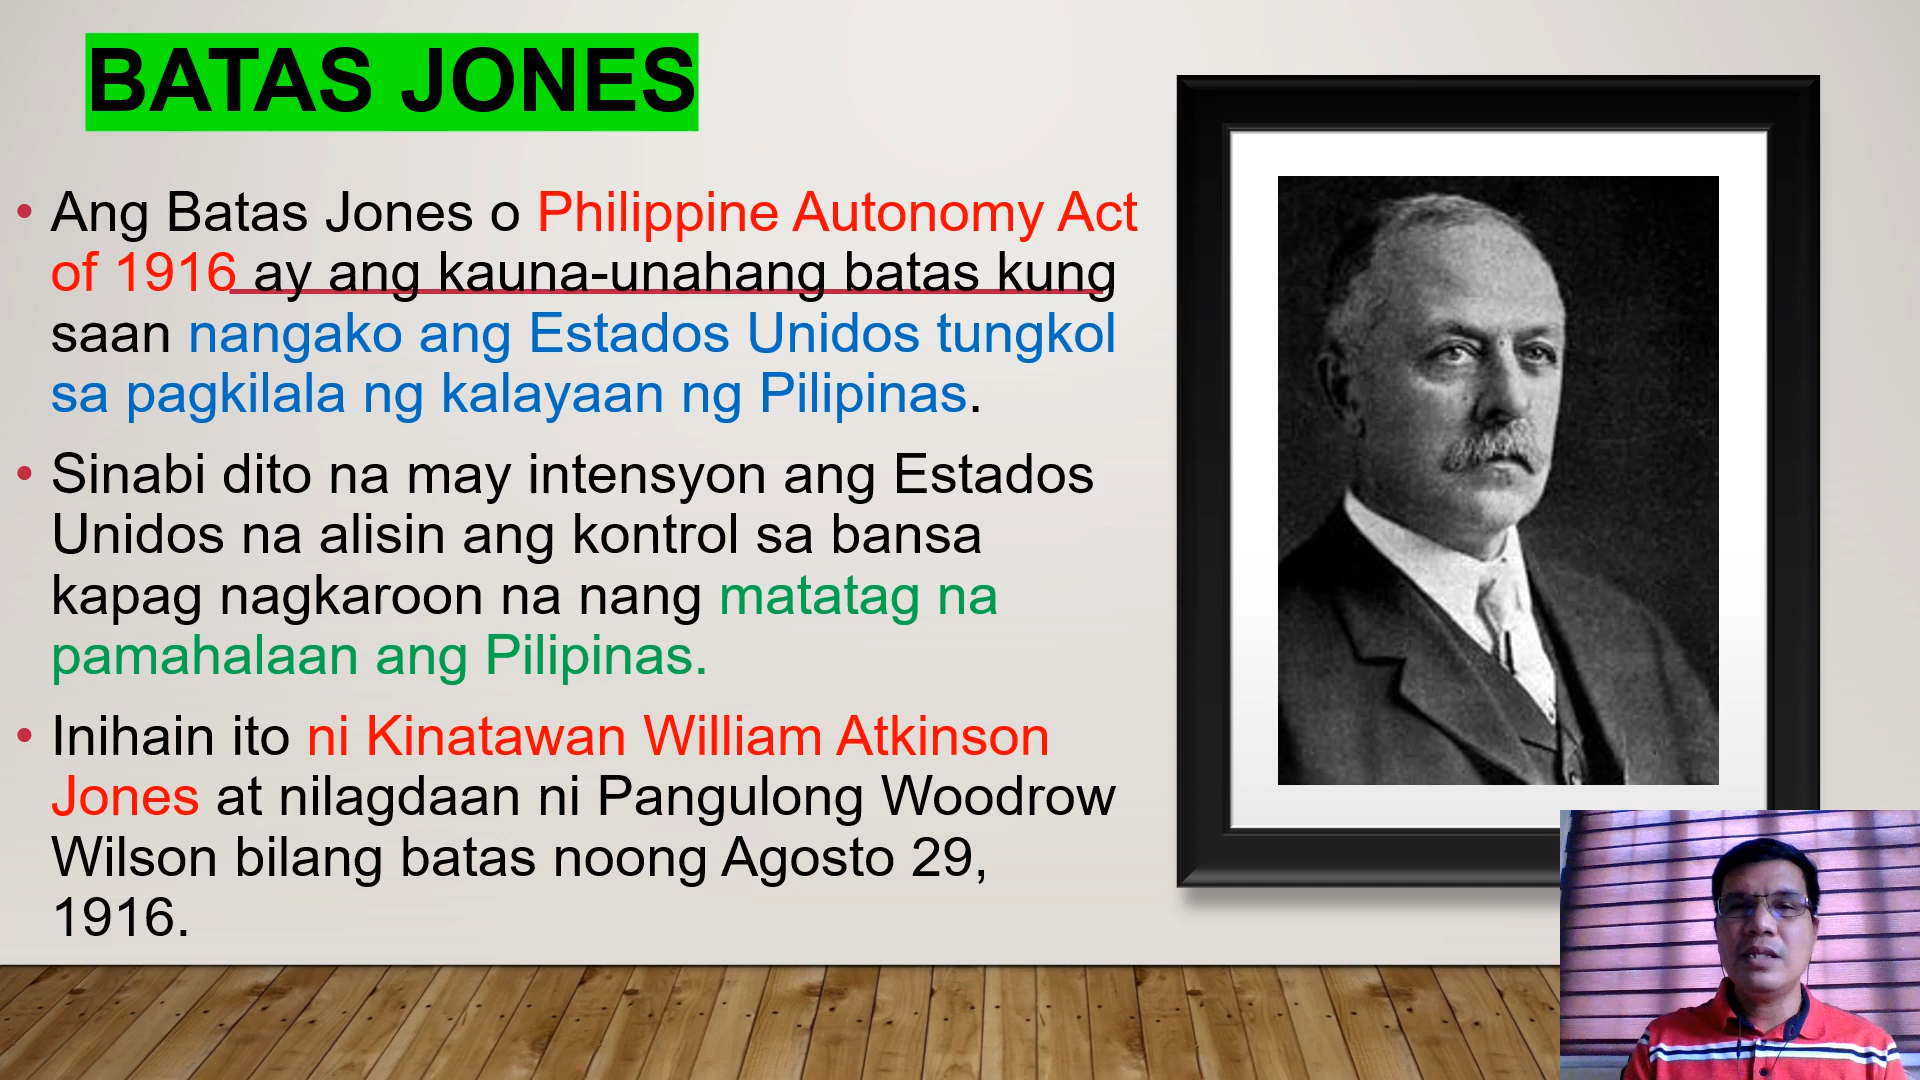 BATAS JONES
• Ang Batas Jones o Philippine Autonomy Act
of 1916 ay ang kauna-unahang batas kung
saan nangako ang Estados Unidos tungkol
sa pagkilala ng kalayaan ng Pilipinas.
• Sinabi dito na may intensyon ang Estados
Unidos na alisin ang kontrol sa bansa
kapag nagkaroon na nang matatag na
pamahalaan ang Pilipinas.
• Inihain ito ni Kinatawan William Atkinson
Jones at nilagdaan ni Pangulong Woodrow
Wilson bilang batas noong Agosto 29,
1916.